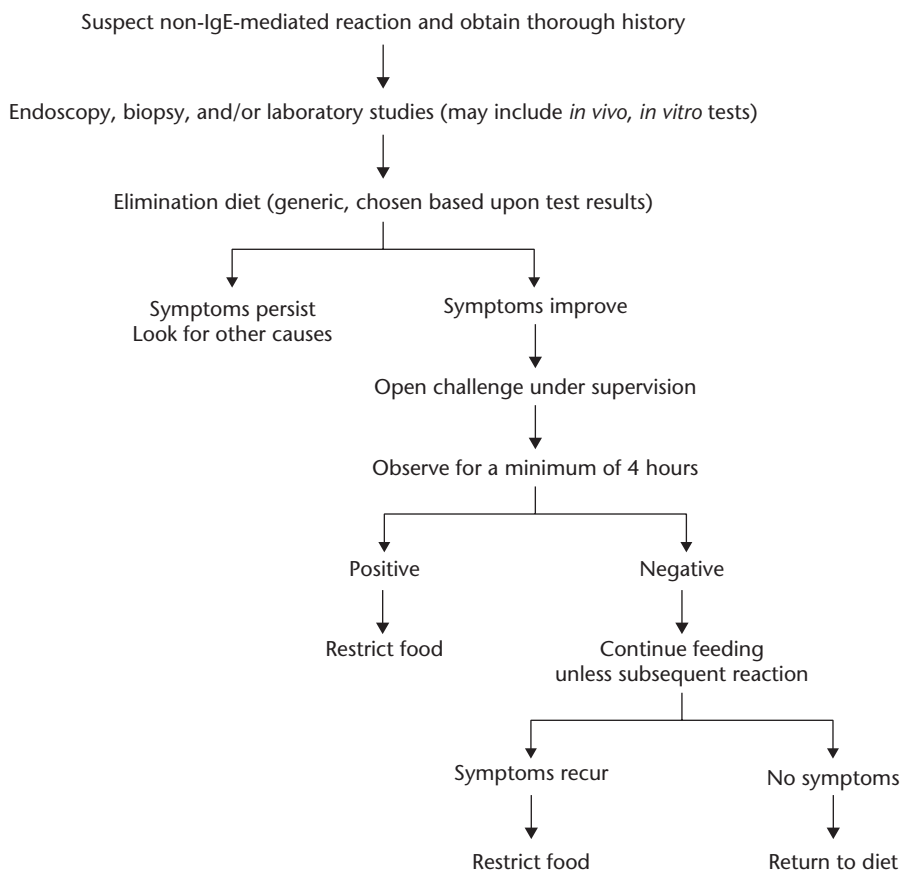 Suspect non-IgE-mediated reaction and obtain thorough history
Endoscopy, biopsy, and/or laboratory studies (may include in vivo, in vitro tests)
Elimination diet (generic, chosen based upon test results)
Symptoms persist
Look for other causes
Symptoms improve
Open challenge under supervision
Observe for a minimum of 4 hours
Positive
Negative
Restrict food
Continue feeding
unless subsequent reaction
Symptoms recur
No symptoms
Restrict food
Return to diet